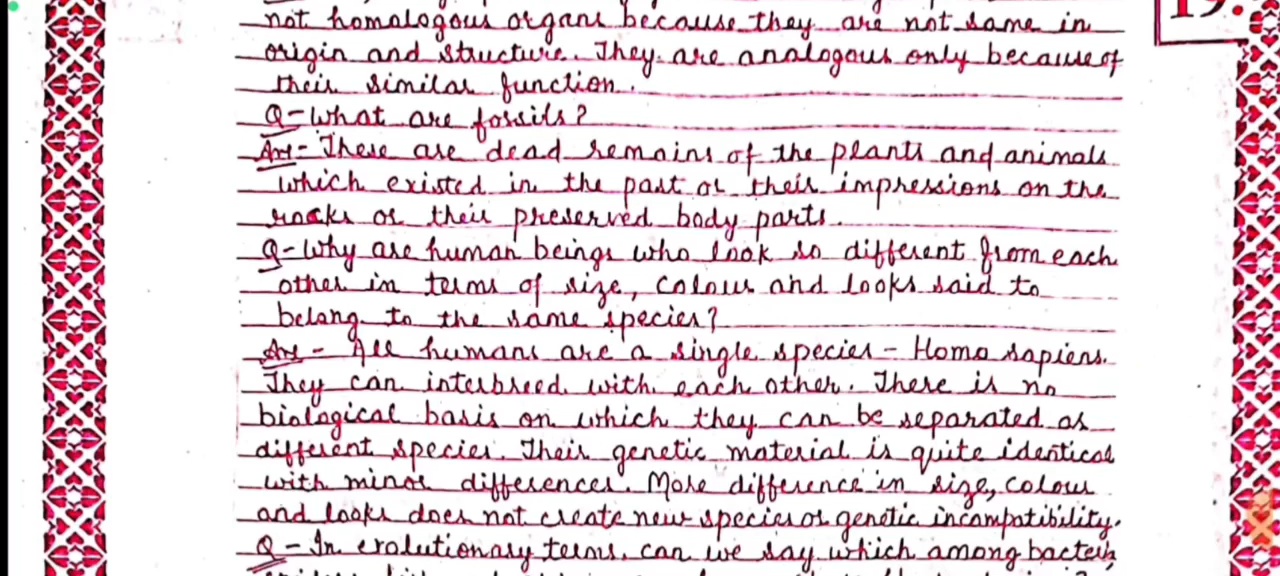 not homologous organs because they are not same in
origin and structure. They are analogous only because of
their similar function.
Q-What are fossils?
Ans- These are dead remains of the plants and animals
which existed in the past or their impressions on the
rocks or their preserved body parts.
Q-Why are human beings who look so different from each
other in terms of size, colour and looks said to
belong to the same species?
Ans - All humans are a single species - Homo sapiens.
They can interbreed with each other. There is no
biological basis on which they can be separated as
different species. Their genetic material is quite identical
with minor differences. More difference in size, colour
and looks does not create new species or genetic incompatibility.
Q - In evolutionary terms, can we say which among bacteria,